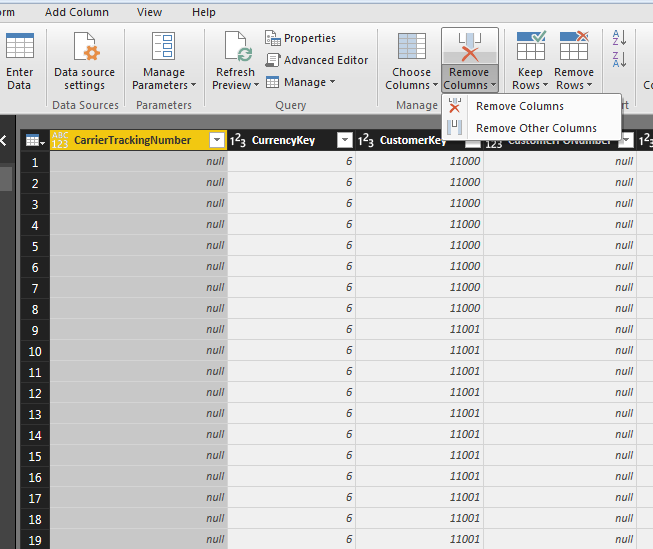 orm Add Column View Help
Enter Data
Data source settings
Manage Parameters
Refresh Preview
Properties
Advanced Editor
Manage
Choose Columns
Remove Columns
Keep Rows
Remove Rows
A
Z
Z
A
Data Sources Parameters Query Manage rt Co
Remove Columns
Remove Other Columns
ABC 123 CarrierTrackingNumber 123 CurrencyKey 123 CustomerKey 123 CustomerPONumber 123
1 null 6 11000 null
2 null 6 11000 null
3 null 6 11000 null
4 null 6 11000 null
5 null 6 11000 null
6 null 6 11000 null
7 null 6 11000 null
8 null 6 11000 null
9 null 6 11001 null
10 null 6 11001 null
11 null 6 11001 null
12 null 6 11001 null
13 null 6 11001 null
14 null 6 11001 null
15 null 6 11001 null
16 null 6 11001 null
17 null 6 11001 null
18 null 6 11001 null
19 null 6 11001 null